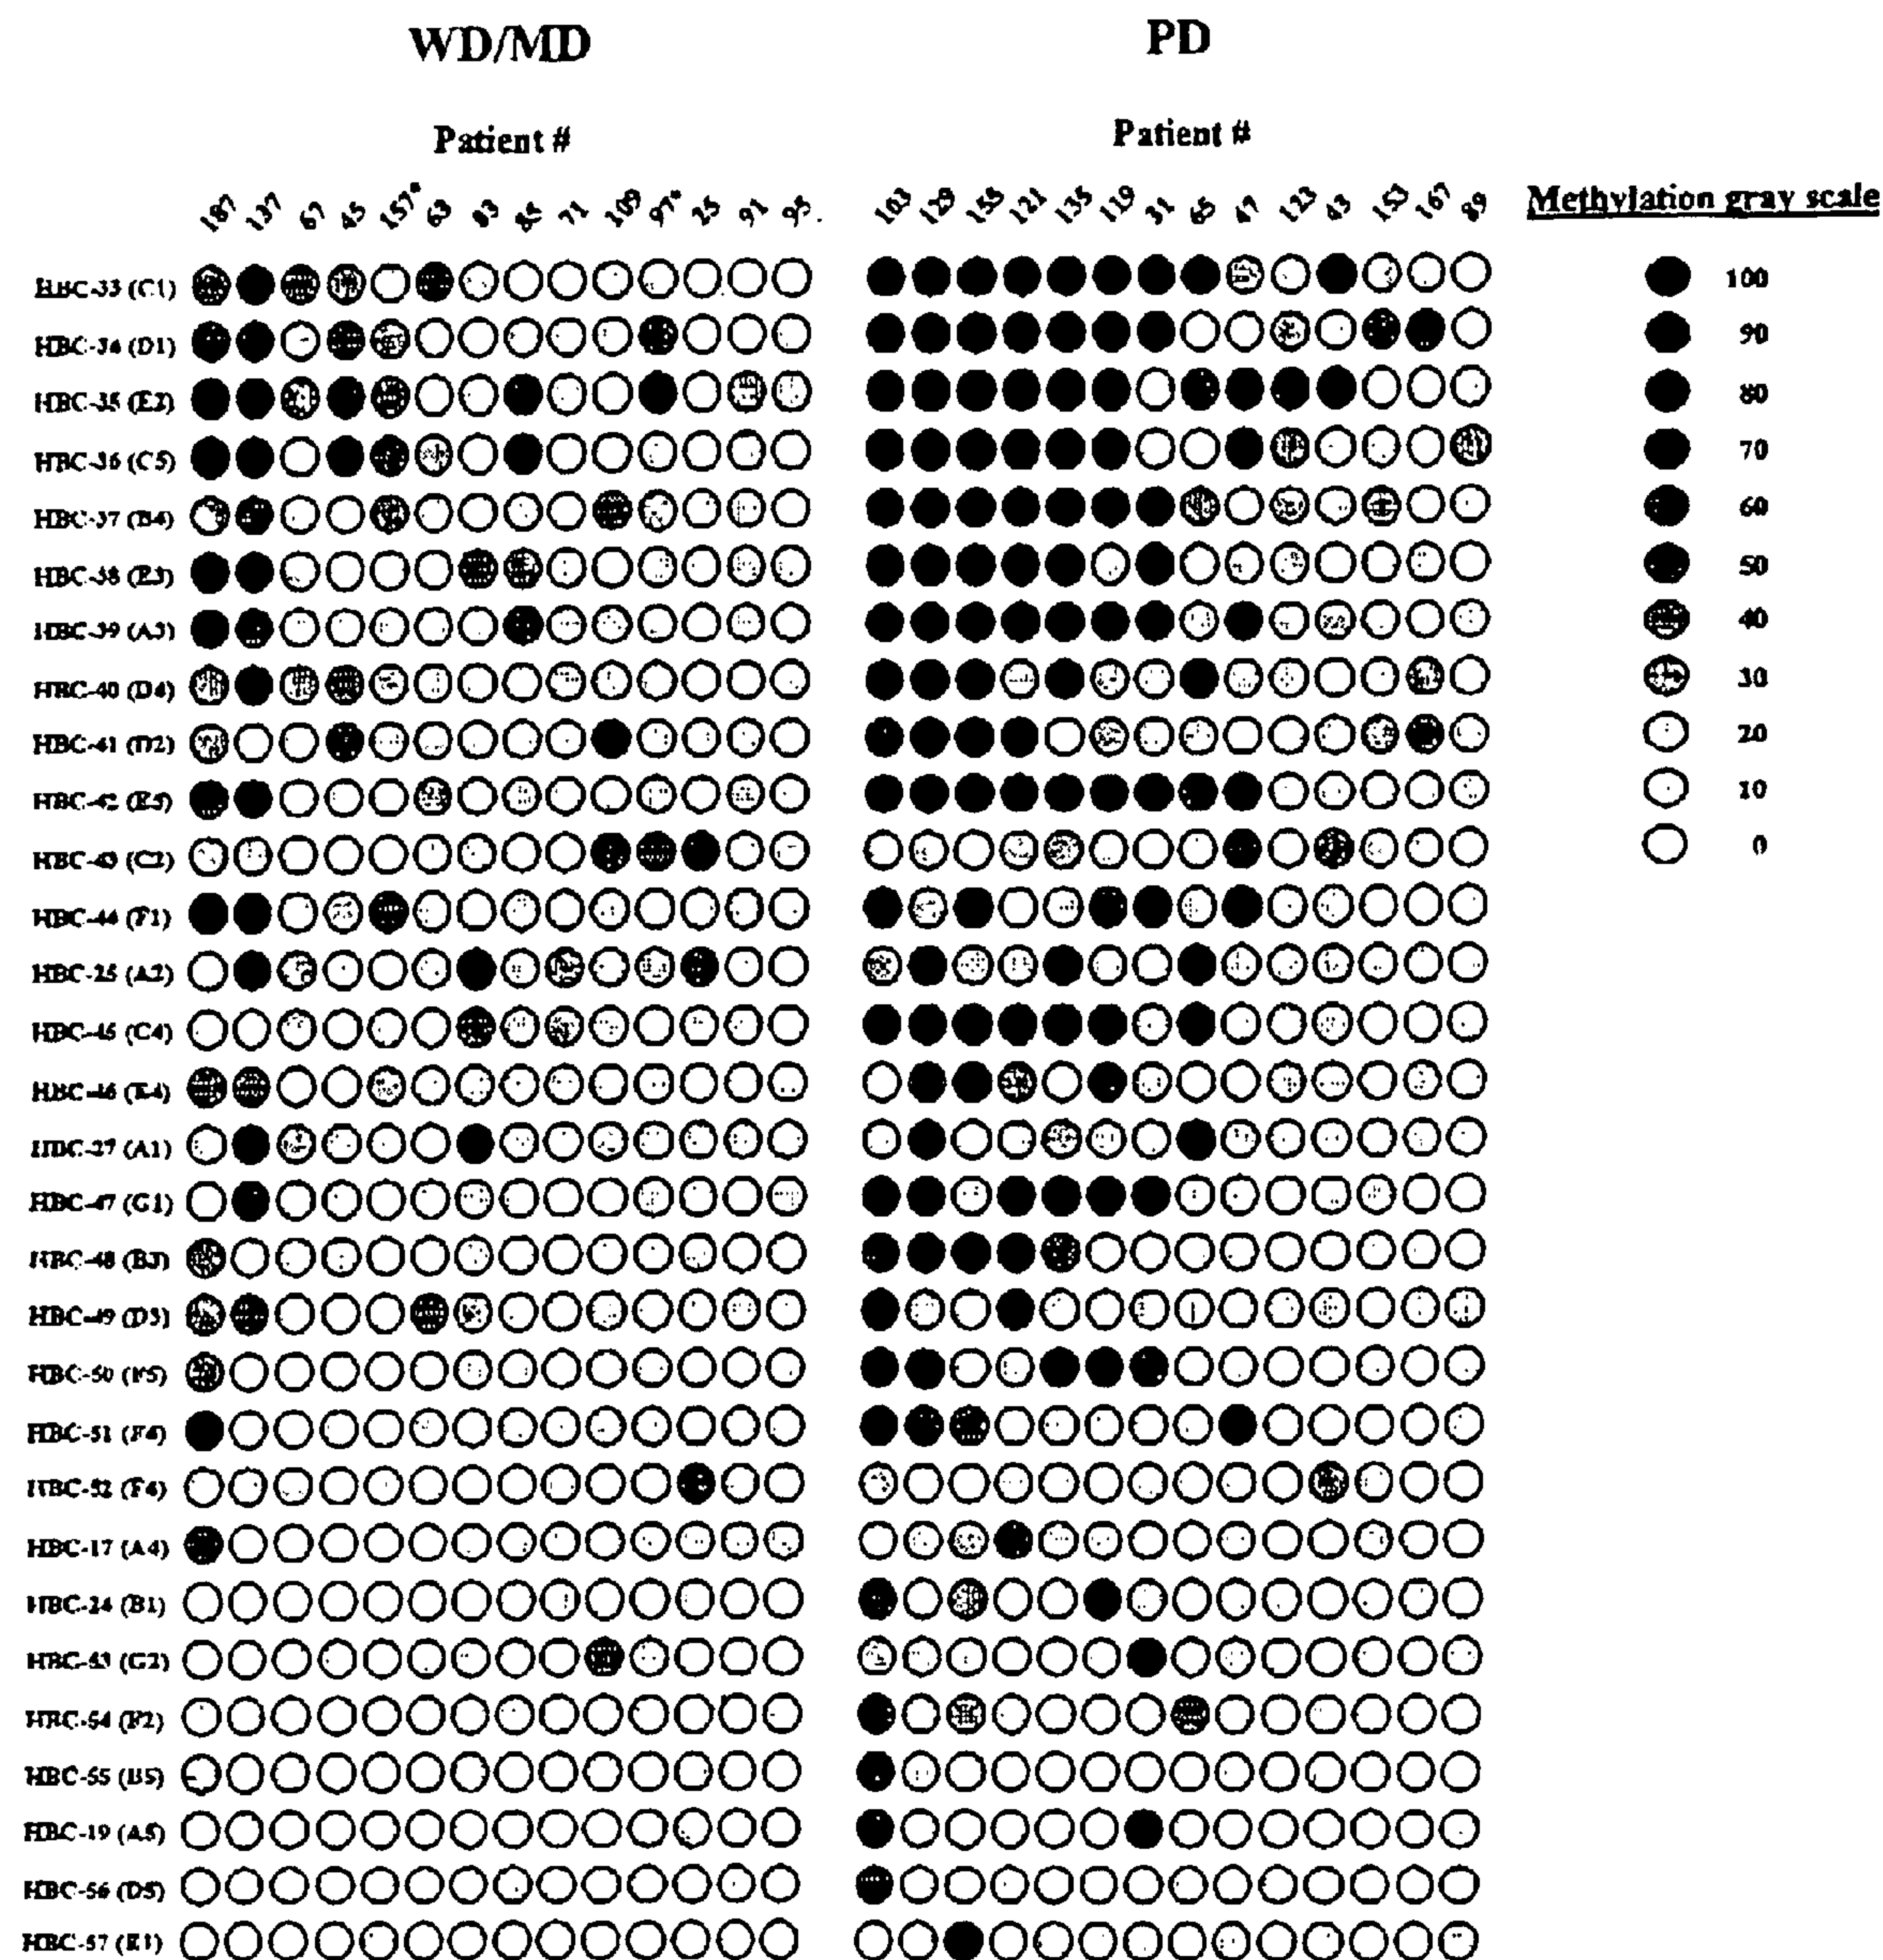 WD/MD PD
Patient # Patient #
187 137 67 45 157* 63 83 71 109 97* 25 91 95 103 129 121 135 119 31 65 47 123 43 153 167 89
Methylation gray scale
HBC-33 (C1) 100
HBC-34 (D1) 90
HBC-35 (E2) 80
HBC-36 (C5) 70
HBC-37 (B4) 60
HBC-38 (E3) 50
HBC-39 (A3) 40
HBC-40 (D4) 30
HBC-41 (D2) 20
HBC-42 (E5) 10
HBC-43 (C2) 0
HBC-44 (F1)
HBC-25 (A2)
HBC-45 (C4)
HBC-46 (E4)
HBC-27 (A1)
HBC-47 (G1)
HBC-48 (B3)
HBC-49 (D3)
HBC-50 (F5)
HBC-51
HBC-52 (F4)
HBC-17 (A4)
HBC-24 (B1)
HBC-53 (G2)
HBC-54 (F2)
HBC-55 (B5)
HBC-19 (A5)
HBC-56 (D5)
HBC-57 (E1)